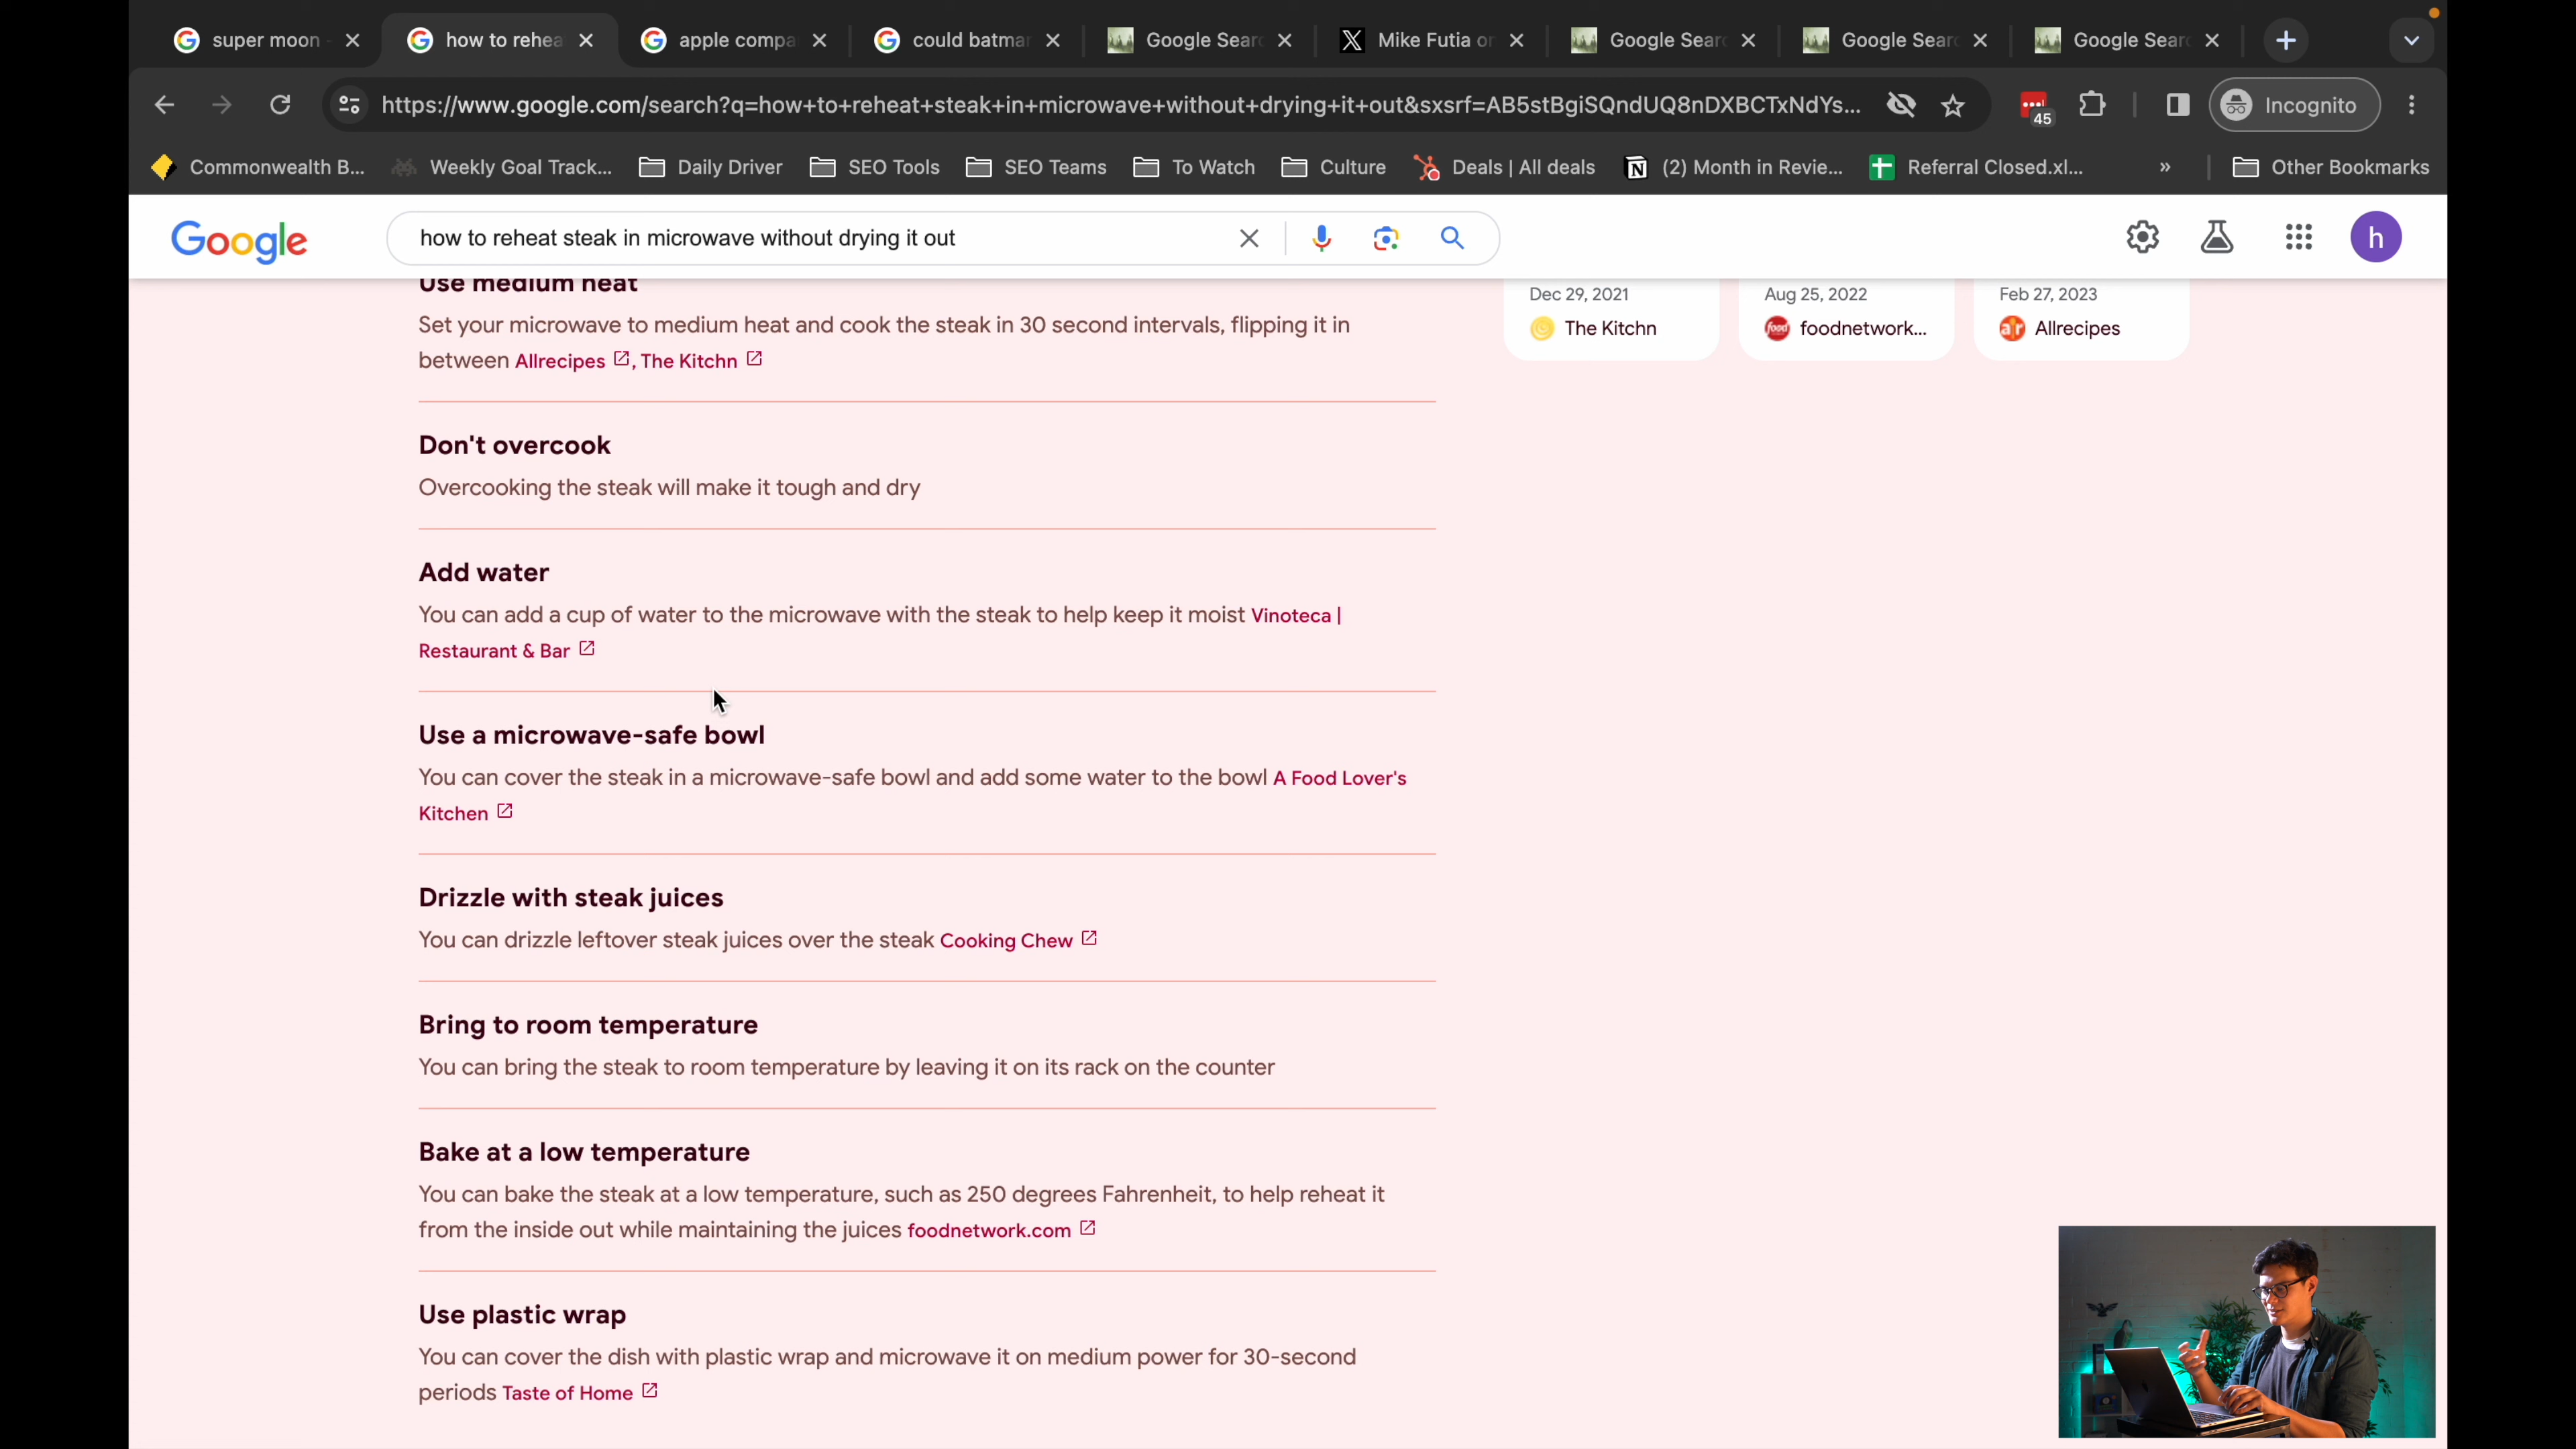 super moon
how to rehea
apple compa
could batma
Google Sear
Mike Futia or
Google Sear
Google Sear
Google Sear
https://www.google.com/search?q=how+to+reheat+steak+in+microwave+without+drying+it+out&sxsrf=AB5stBgiSQndUQ8nDXBCTxNdYs...
45
Incognito
Commonwealth B...
Weekly Goal Track...
Daily Driver
SEO Tools
SEO Teams
To Watch
Culture
Deals | All deals
(2) Month in Revie...
Referral Closed.xl...
»
Other Bookmarks
Google
how to reheat steak in microwave without drying it out
h
Use medium heat
Set your microwave to medium heat and cook the steak in 30 second intervals, flipping it in
between Allrecipes , The Kitchn
Dec 29, 2021
The Kitchn
Aug 25, 2022
food
foodnetwork...
Feb 27, 2023
ar
Allrecipes
Don't overcook
Overcooking the steak will make it tough and dry
Add water
You can add a cup of water to the microwave with the steak to help keep it moist Vinoteca |
Restaurant & Bar
Use a microwave-safe bowl
You can cover the steak in a microwave-safe bowl and add some water to the bowl A Food Lover's
Kitchen
Drizzle with steak juices
You can drizzle leftover steak juices over the steak Cooking Chew
Bring to room temperature
You can bring the steak to room temperature by leaving it on its rack on the counter
Bake at a low temperature
You can bake the steak at a low temperature, such as 250 degrees Fahrenheit, to help reheat it
from the inside out while maintaining the juices foodnetwork.com
Use plastic wrap
You can cover the dish with plastic wrap and microwave it on medium power for 30-second
periods Taste of Home